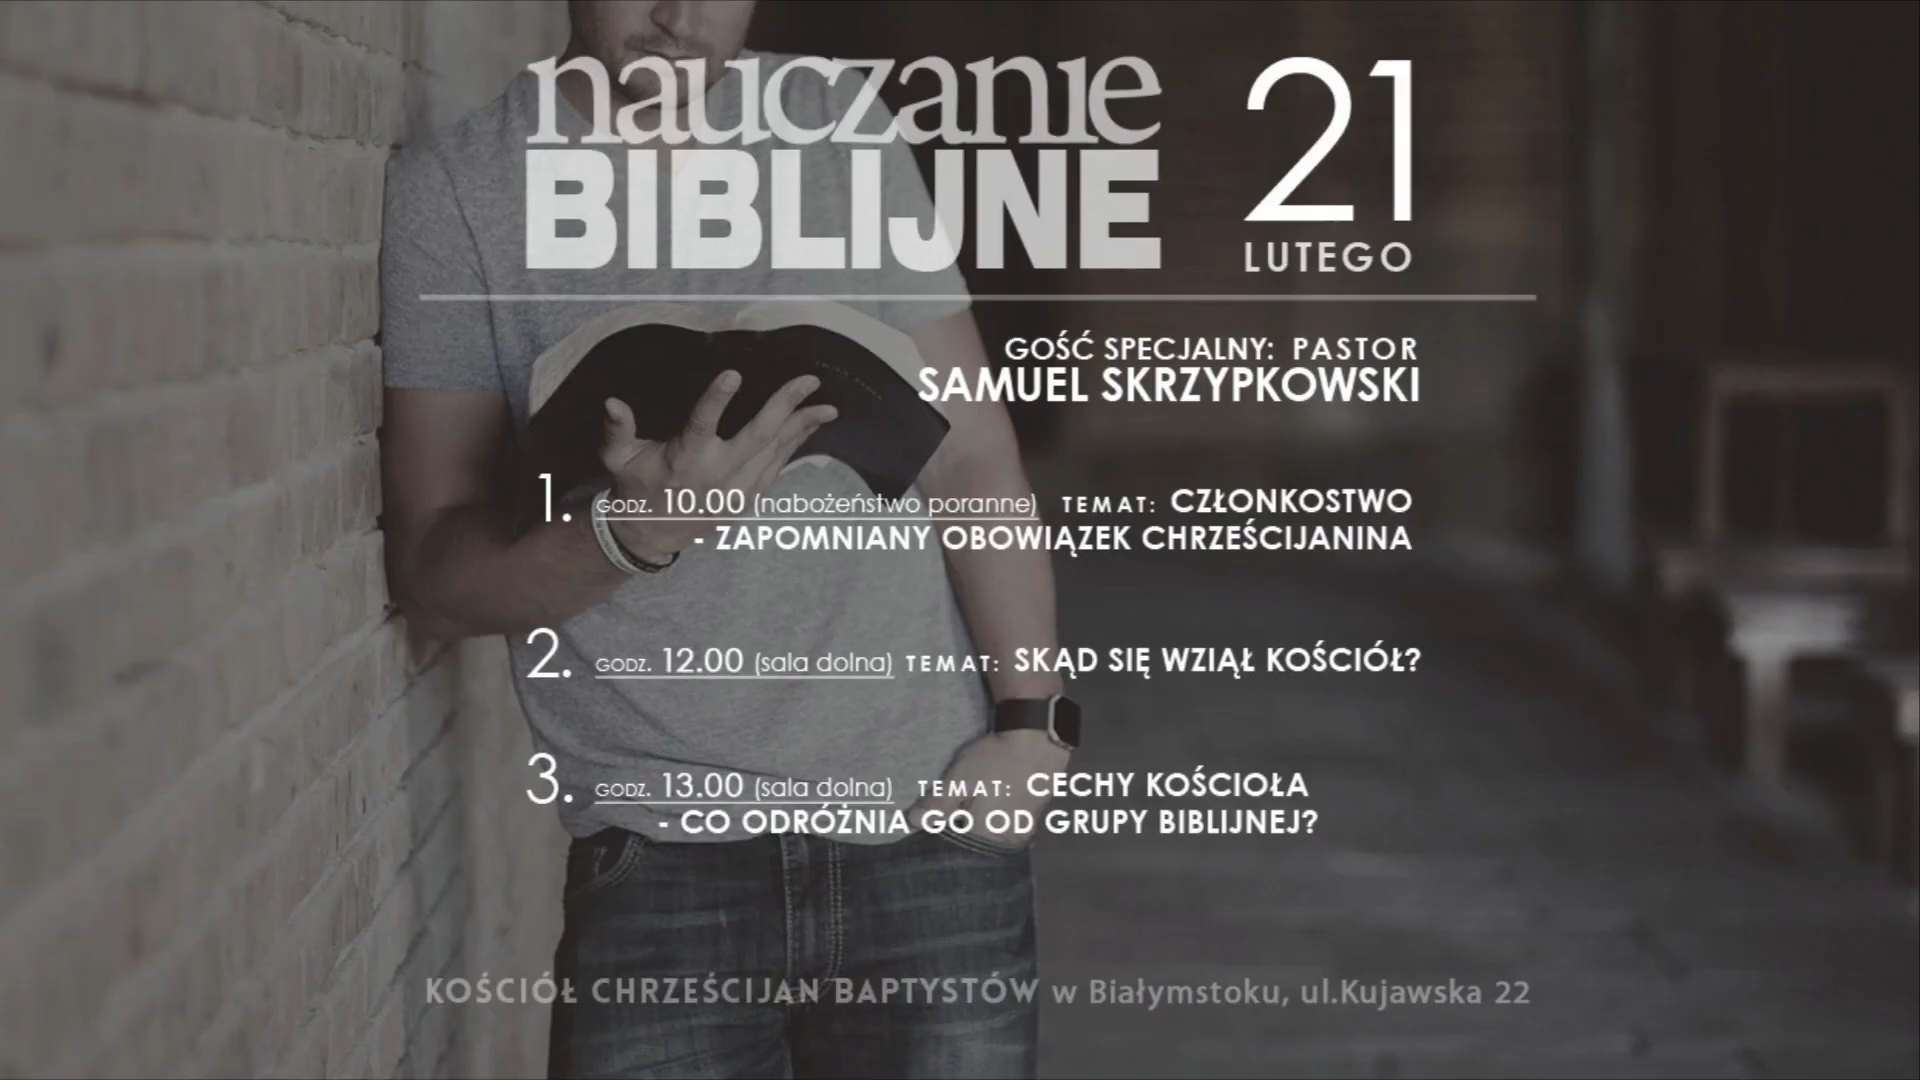 nauczanie
BIBLIJNE
21
LUTEGO
GOŚĆ SPECJALNY: PASTOR
SAMUEL SKRZYPKOWSKI
1. GODZ. 10.00 (nabożeństwo poranne) TEMAT: CZŁONKOSTWO
- ZAPOMNIANY OBOWIĄZEK CHRZEŚCIJANINA
2. GODZ. 12.00 (sala dolna) TEMAT: SKĄD SIĘ WZIĄŁ KOŚCIÓŁ?
3. GODZ. 13.00 (sala dolna) TEMAT: CECHY KOŚCIOŁA
- CO ODRÓŻNIA GO OD GRUPY BIBLIJNEJ?
KOŚCIÓŁ CHRZEŚCIJAN BAPTYSTÓW w Białymstoku, ul.Kujawska 22